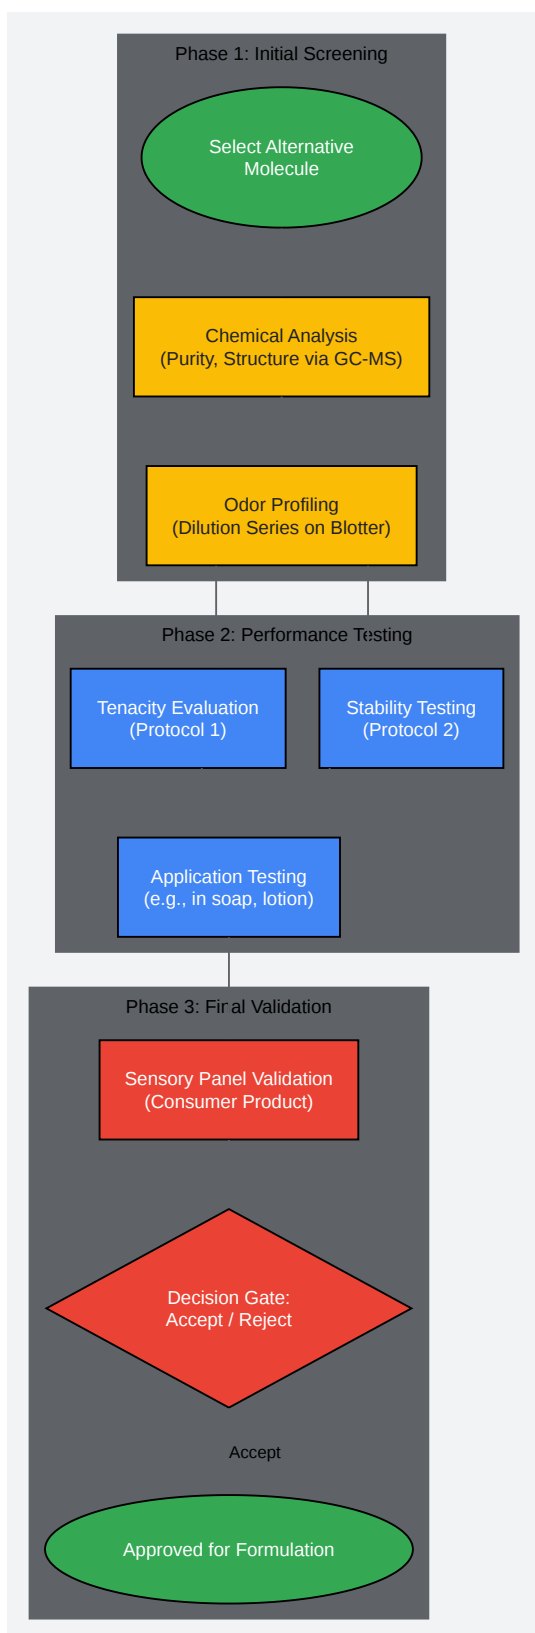 Phase 1: Initial Screening
Select Alternative
Molecule
Chemical Analysis
(Purity, Structure via GC-MS)
Odor Profiling
(Dilution Series on Blotter)
Phase 2: Performance Testing
Tenacity Evaluation
(Protocol 1)
Stability Testing
(Protocol 2)
Application Testing
(e.g., in soap, lotion)
Phase 3: Final Validation
Sensory Panel Validation
(Consumer Product)
Decision Gate:
Accept / Reject
Accept
Approved for Formulation